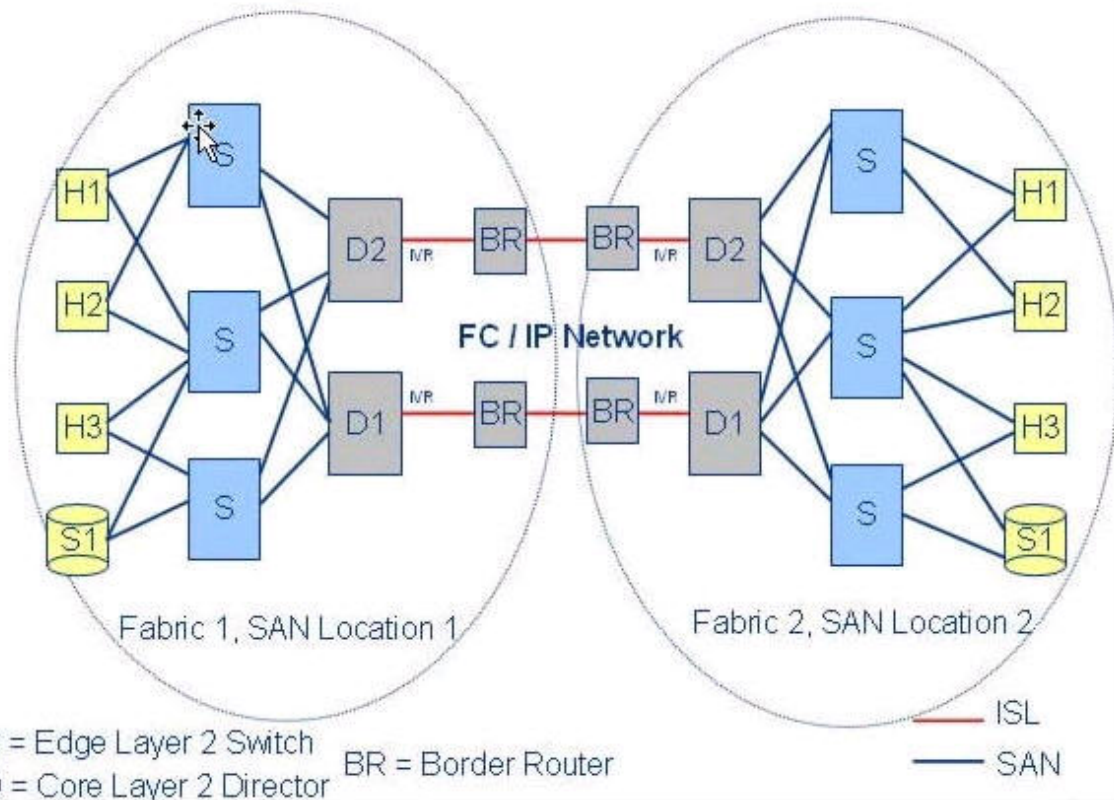 S
S
H1
H1
D2
IVR
BR
BR
IVR
D2
H2
H2
S
FC / IP Network
S
IVR
IVR
H3
D1
BR
BR
D1
H3
S
S
S1
S1
Fabric 1, SAN Location 1
Fabric 2, SAN Location 2
ISL
= Edge Layer 2 Switch
BR = Border Router
SAN
= Core Layer 2 Director